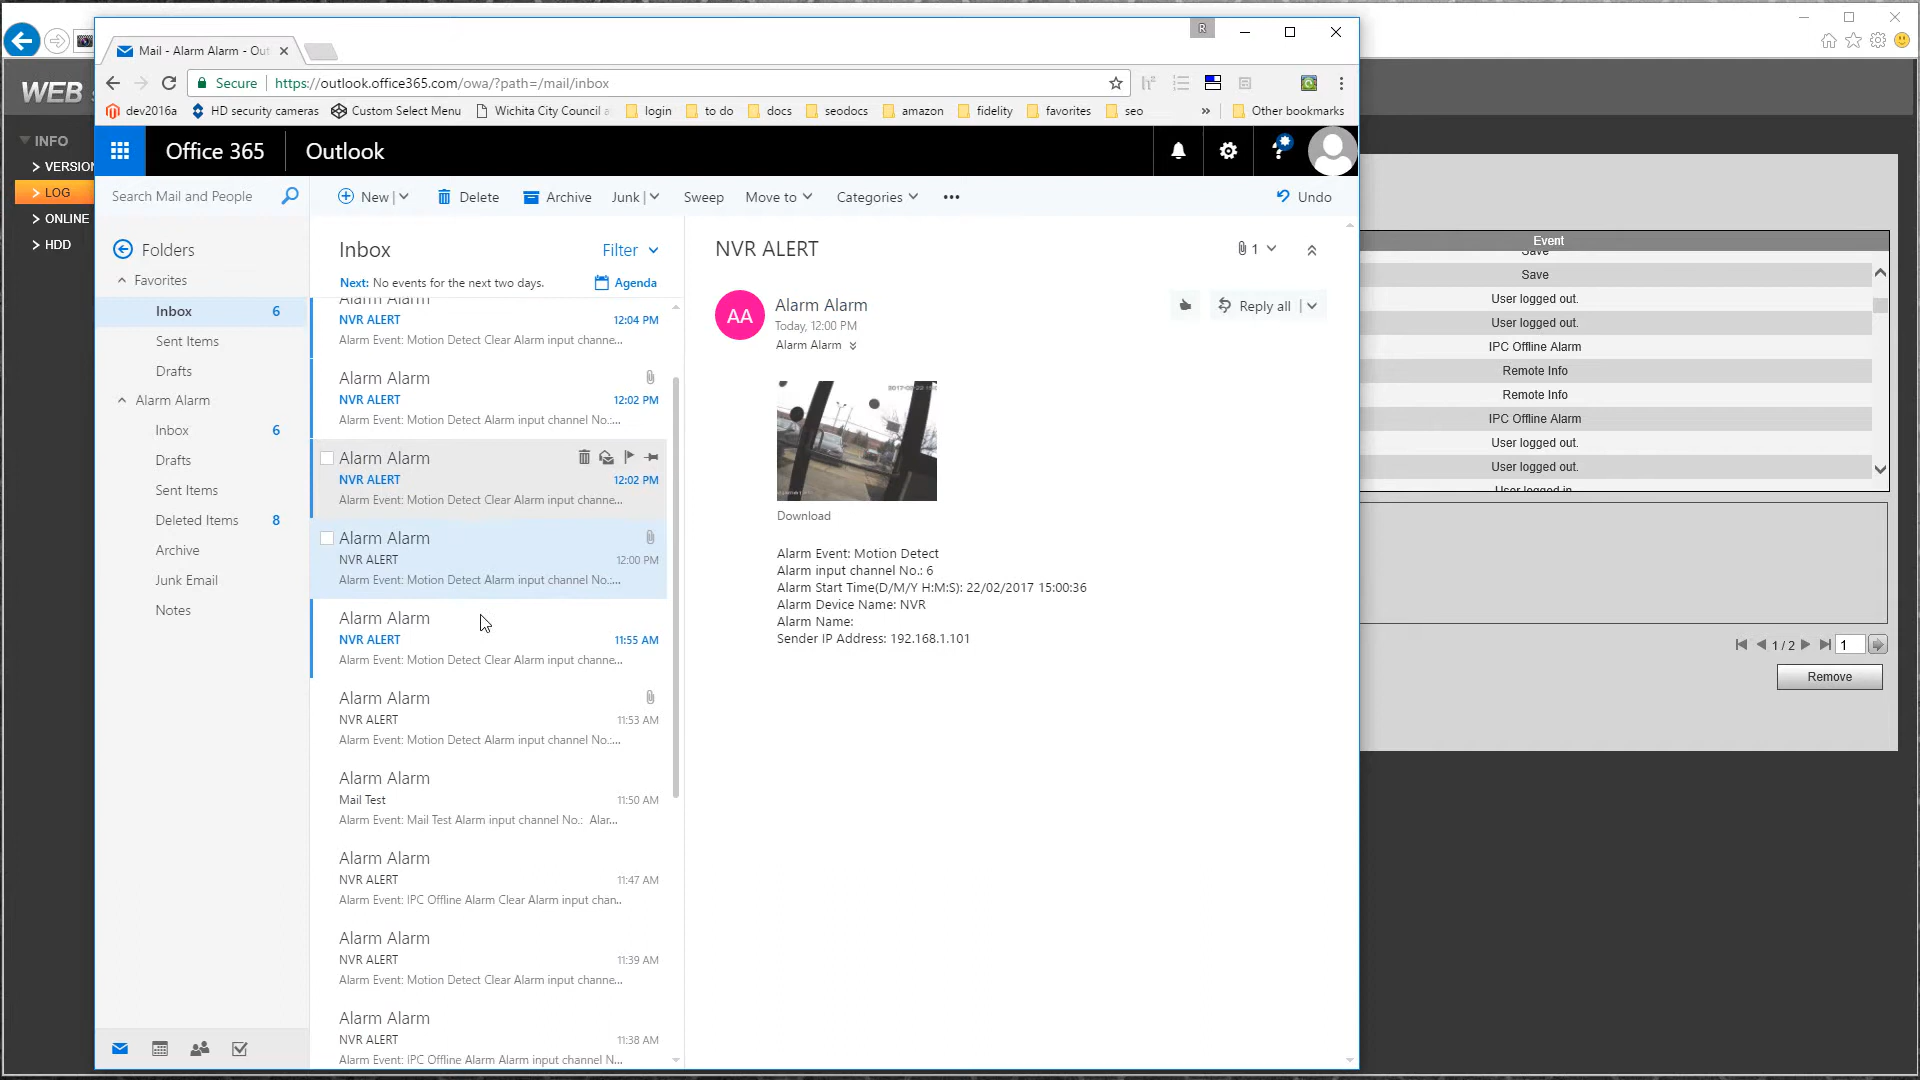 R
Mail - Alarm Alarm - Out
Secure
https://outlook.office365.com/owa/?path=/mail/inbox
dev2016a
HD security cameras
Custom Select Menu
Wichita City Council a
login
to do
docs
seodocs
amazon
fidelity
favorites
seo
»
Other bookmarks
WEB
INFO
VERSION
LOG
ONLINE
HDD
Office 365
Outlook
Search Mail and People
New
Delete
Archive
Junk
Sweep
Move to
Categories
Undo
Folders
Favorites
Inbox 6
Sent Items
Drafts
Alarm Alarm
Inbox 6
Drafts
Sent Items
Deleted Items 8
Archive
Junk Email
Notes
Inbox
Filter
Next: No events for the next two days.
Agenda
Alarm Alarm
NVR ALERT 12:04 PM
Alarm Event: Motion Detect Clear Alarm input channe...
Alarm Alarm
NVR ALERT 12:02 PM
Alarm Event: Motion Detect Alarm input channel No.:...
Alarm Alarm
NVR ALERT 12:02 PM
Alarm Event: Motion Detect Clear Alarm input channe...
Alarm Alarm
NVR ALERT 12:00 PM
Alarm Event: Motion Detect Alarm input channel No.:...
Alarm Alarm
NVR ALERT 11:55 AM
Alarm Event: Motion Detect Clear Alarm input channe...
Alarm Alarm
NVR ALERT 11:53 AM
Alarm Event: Motion Detect Alarm input channel No.:...
Alarm Alarm
Mail Test 11:50 AM
Alarm Event: Mail Test Alarm input channel No.: Alar...
Alarm Alarm
NVR ALERT 11:47 AM
Alarm Event: IPC Offline Alarm Clear Alarm input chan..
Alarm Alarm
NVR ALERT 11:39 AM
Alarm Event: Motion Detect Clear Alarm input channe...
Alarm Alarm
NVR ALERT 11:38 AM
Alarm Event: IPC Offline Alarm Alarm input channel N...
NVR ALERT
1
AA
Alarm Alarm
Today, 12:00 PM
Alarm Alarm
Reply all
Download
Alarm Event: Motion Detect
Alarm input channel No.: 6
Alarm Start Time(D/M/Y H:M:S): 22/02/2017 15:00:36
Alarm Device Name: NVR
Alarm Name:
Sender IP Address: 192.168.1.101
Event
Save
Save
User logged out.
User logged out.
IPC Offline Alarm
Remote Info
Remote Info
IPC Offline Alarm
User logged out.
User logged out.
User logged in.
1 / 2
1
Remove